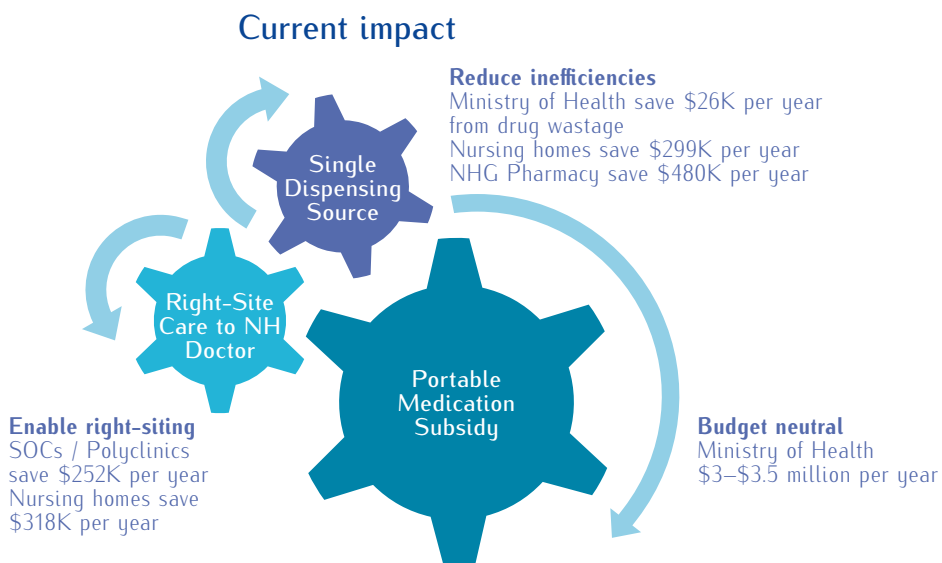 Current impact
Reduce inefficiencies
Ministry of Health save $26K per year
from drug wastage
Nursing homes save $299K per year
NHG Pharmacy save $480K per year
Single
Dispensing
Source
Right-Site
Care to NH
Doctor
Portable
Medication
Subsidy
Enable right-siting
SOCs / Polyclinics
save $252K per year
Nursing homes save
$318K per year
Budget neutral
Ministry of Health
$3–$3.5 million per year